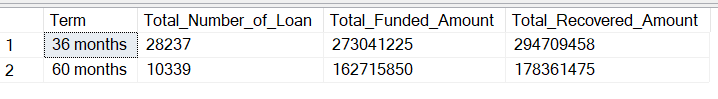 Term Total_Number_of_Loan Total_Funded_Amount Total_Recovered_Amount
1 36 months 28237 273041225 294709458
2 60 months 10339 162715850 178361475